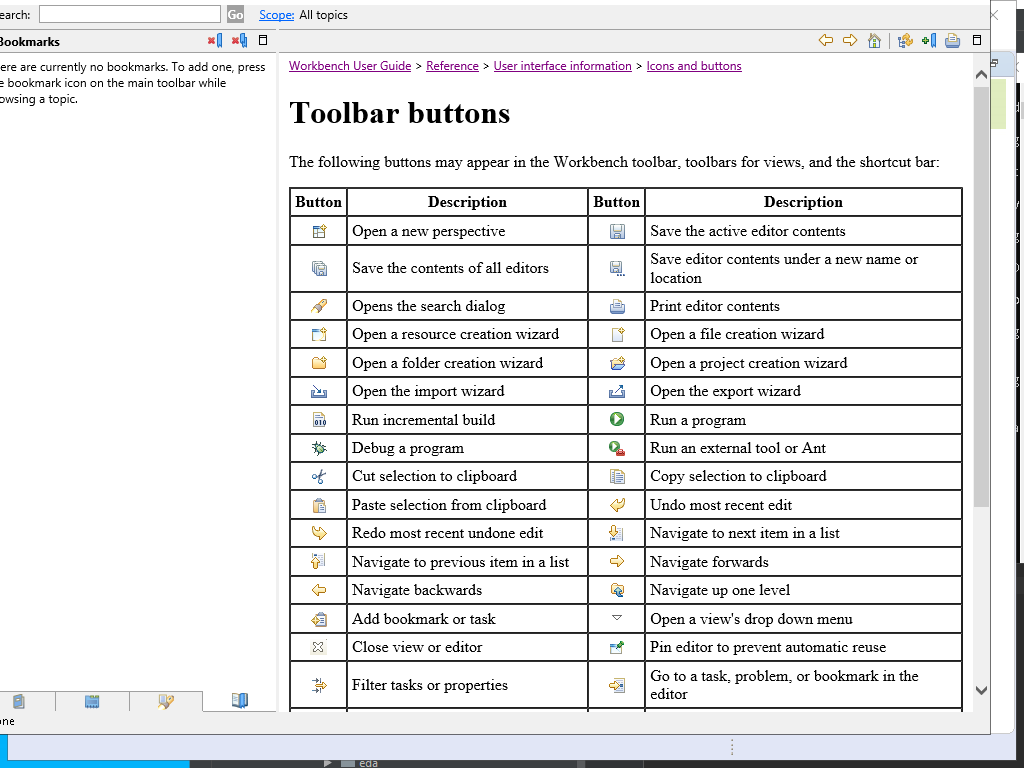 earch:
Go
Scope: All topics
Bookmarks
ere are currently no bookmarks. To add one, press
e bookmark icon on the main toolbar while
owsing a topic.
Workbench User Guide > Reference > User interface information > Icons and buttons
Toolbar buttons
The following buttons may appear in the Workbench toolbar, toolbars for views, and the shortcut bar:
Button Description Button Description
Open a new perspective Save the active editor contents
Save the contents of all editors Save editor contents under a new name or
location
Opens the search dialog Print editor contents
Open a resource creation wizard Open a file creation wizard
Open a folder creation wizard Open a project creation wizard
Open the import wizard Open the export wizard
Run incremental build Run a program
Debug a program Run an external tool or Ant
Cut selection to clipboard Copy selection to clipboard
Paste selection from clipboard Undo most recent edit
Redo most recent undone edit Navigate to next item in a list
Navigate to previous item in a list Navigate forwards
Navigate backwards Navigate up one level
Add bookmark or task Open a view's drop down menu
Close view or editor Pin editor to prevent automatic reuse
Filter tasks or properties Go to a task, problem, or bookmark in the
editor
one
eda